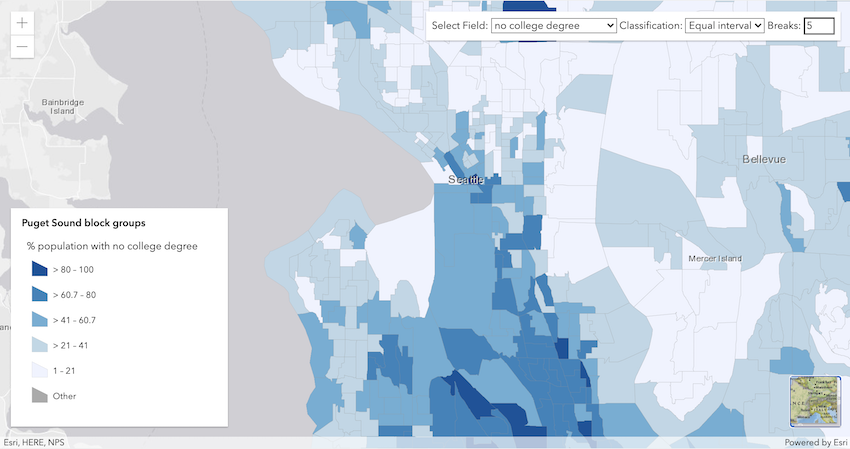 +
Select Field: no college degree Classification: Equal interval Breaks: 5
−
Bainbridge
Island
Bellevue
Seattle
Puget Sound block groups
% population with no college degree
> 80 - 100
> 60.7 - 80
> 41 - 60.7
> 21 - 41
1 - 21
Other
Mercer Island
Esri, HERE, NPS
Powered by Esri